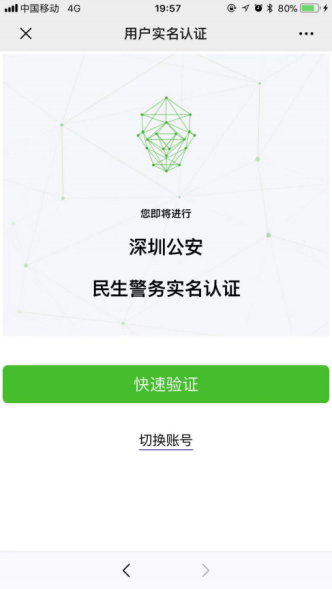 中国移动 4G 19:57 80%
用户实名认证
您即将进行
深圳公安
民生警务实名认证
快速验证
切换账号